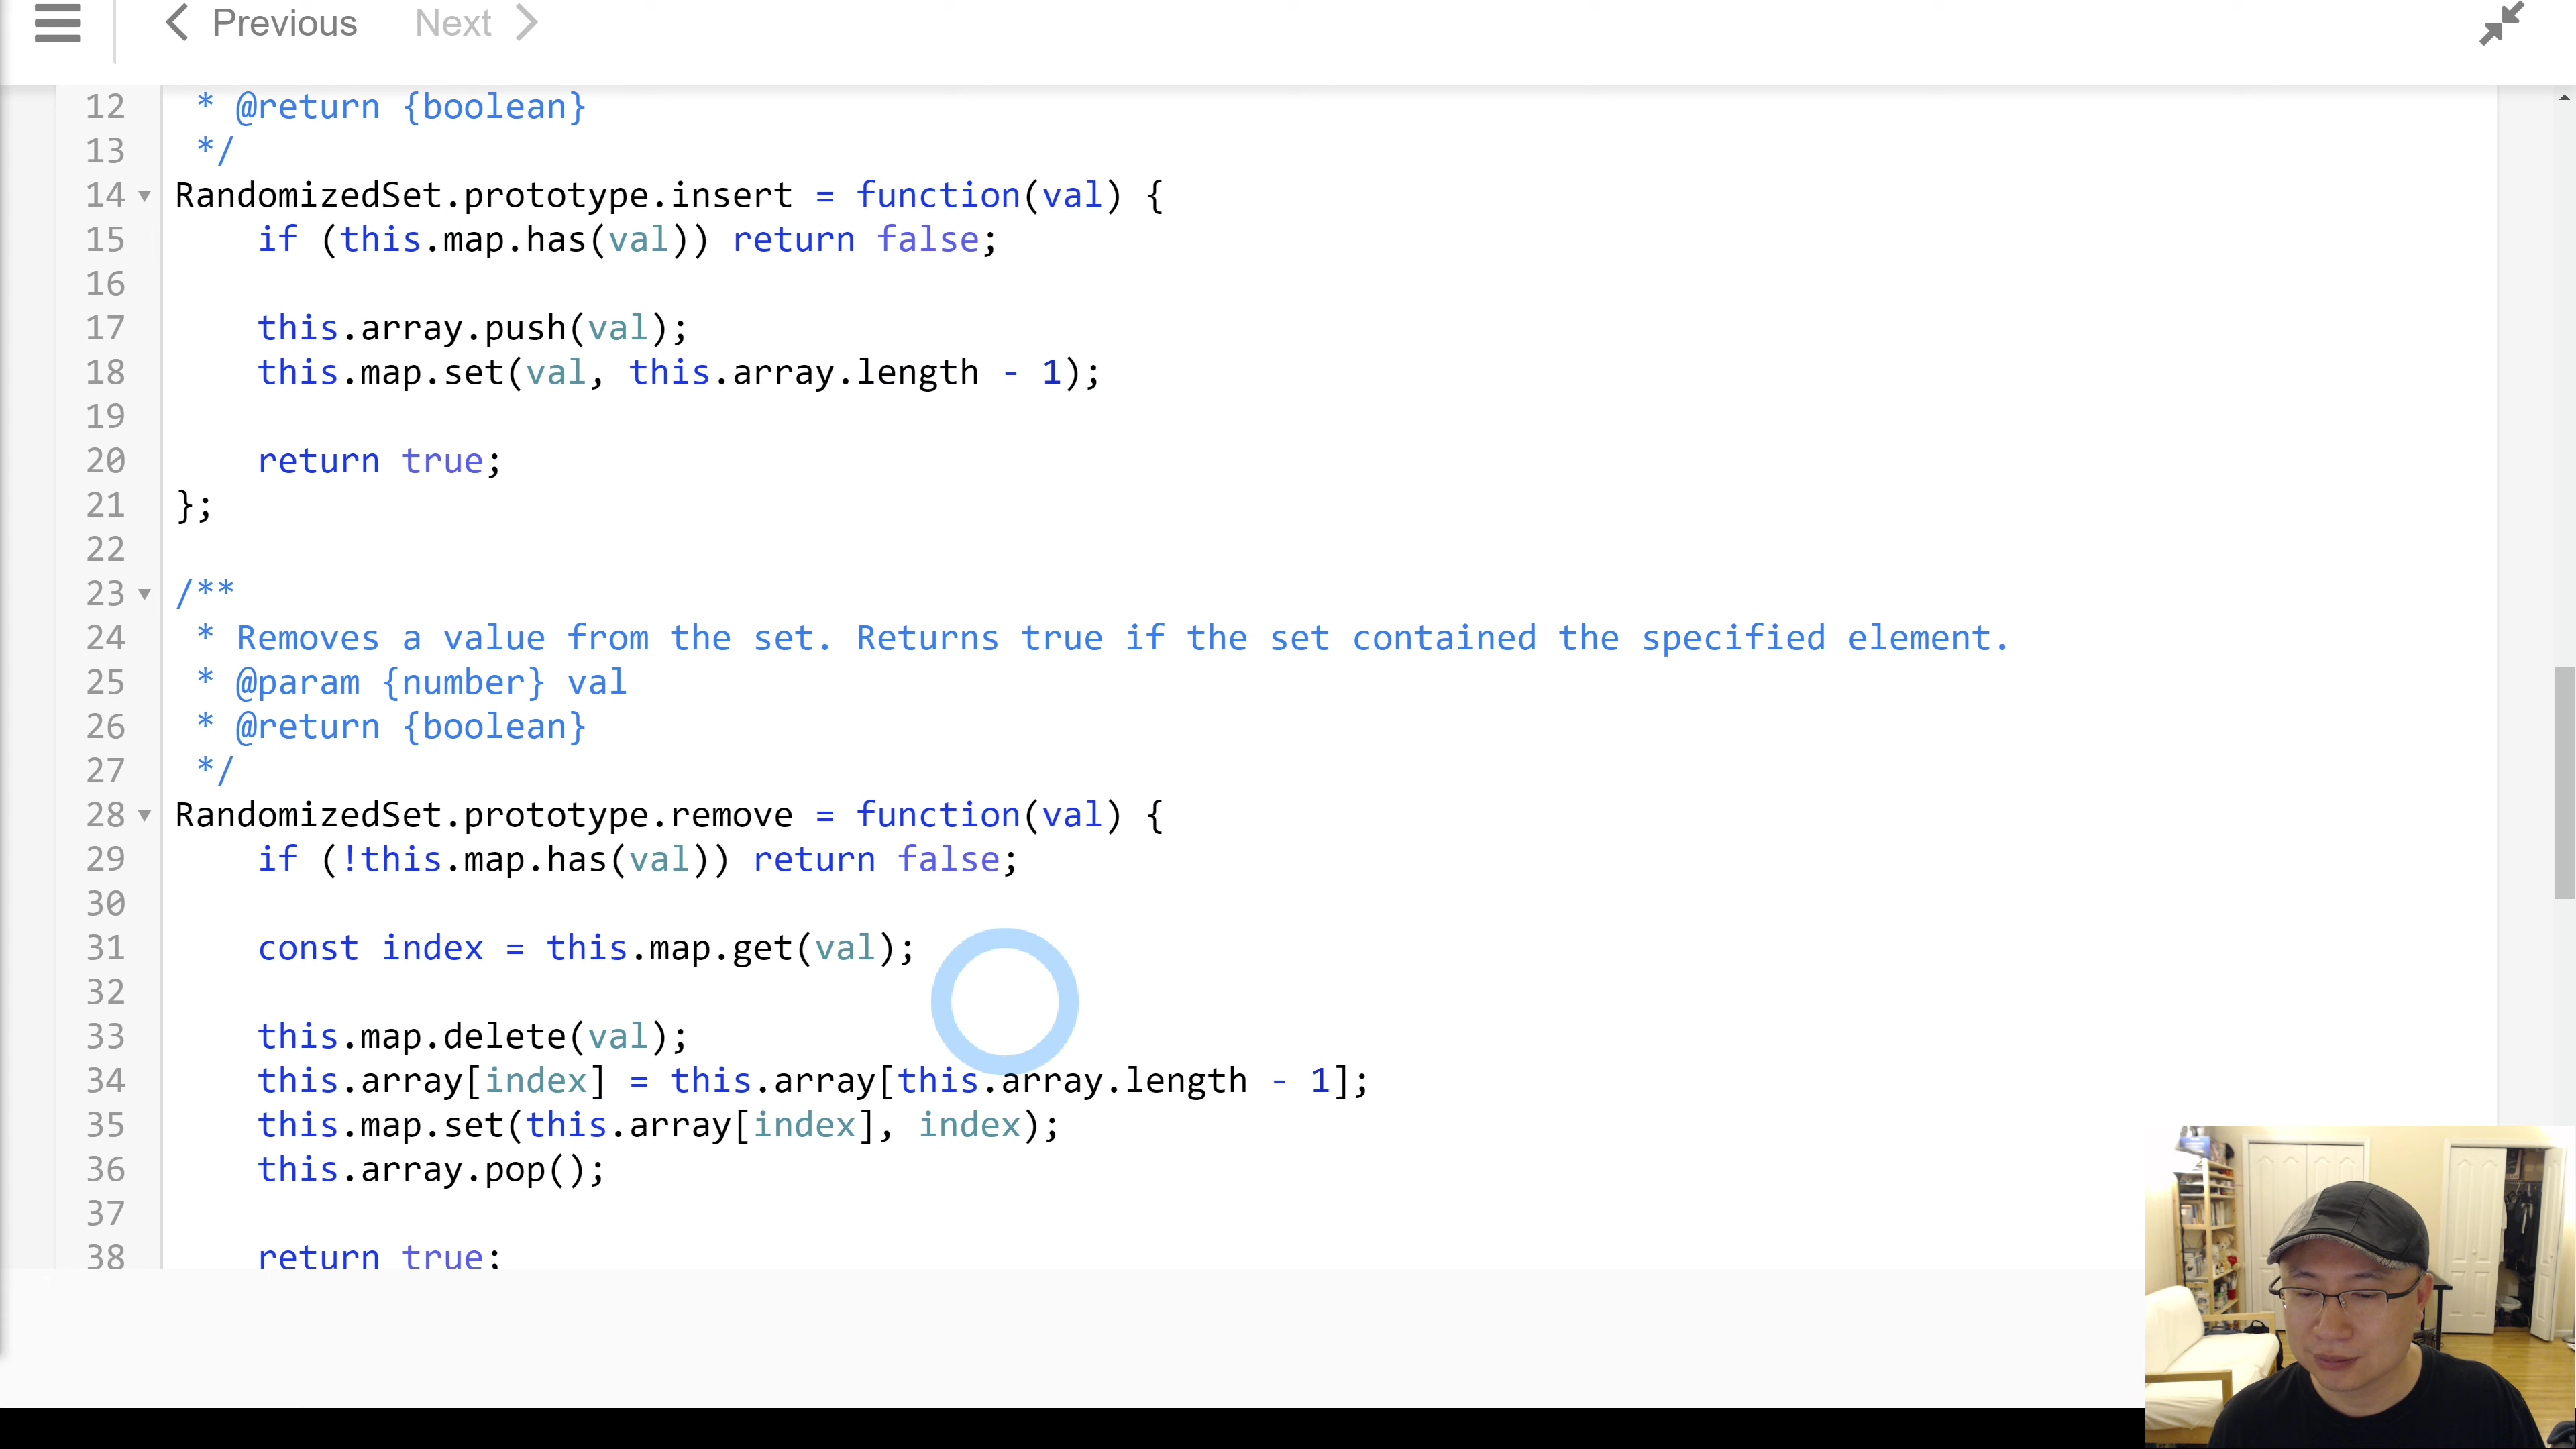 Previous Next
12 * @return {boolean}
13 */
14 RandomizedSet.prototype.insert = function(val) {
15 if (this.map.has(val)) return false;
16
17 this.array.push(val);
18 this.map.set(val, this.array.length - 1);
19
20 return true;
21 };
22
23 /**
24 * Removes a value from the set. Returns true if the set contained the specified element.
25 * @param {number} val
26 * @return {boolean}
27 */
28 RandomizedSet.prototype.remove = function(val) {
29 if (!this.map.has(val)) return false;
30
31 const index = this.map.get(val);
32
33 this.map.delete(val);
34 this.array[index] = this.array[this.array.length - 1];
35 this.map.set(this.array[index], index);
36 this.array.pop();
37
38 return true;